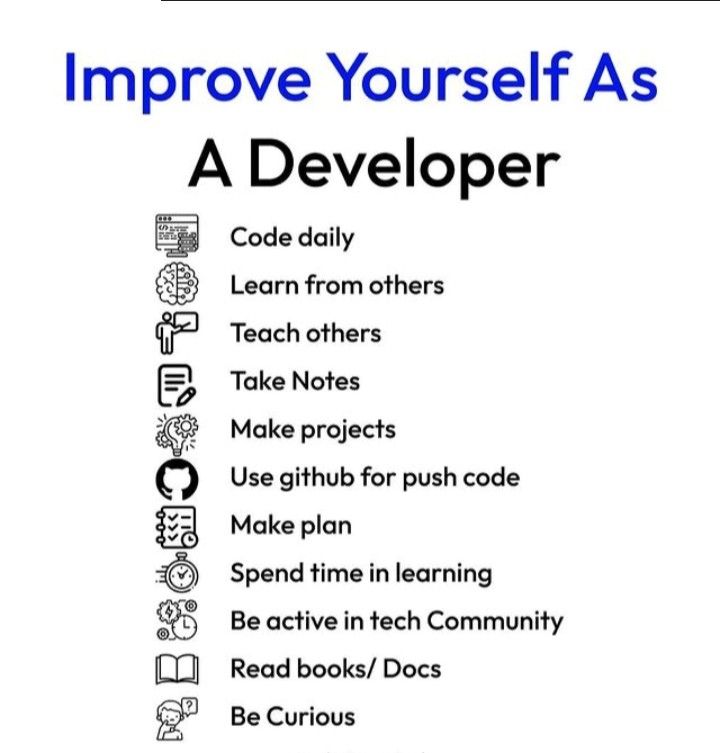 Improve Yourself As
A Developer
Code daily
Learn from others
Teach others
Take Notes
Make projects
Use github for push code
Make plan
Spend time in learning
Be active in tech Community
Read books/ Docs
Be Curious